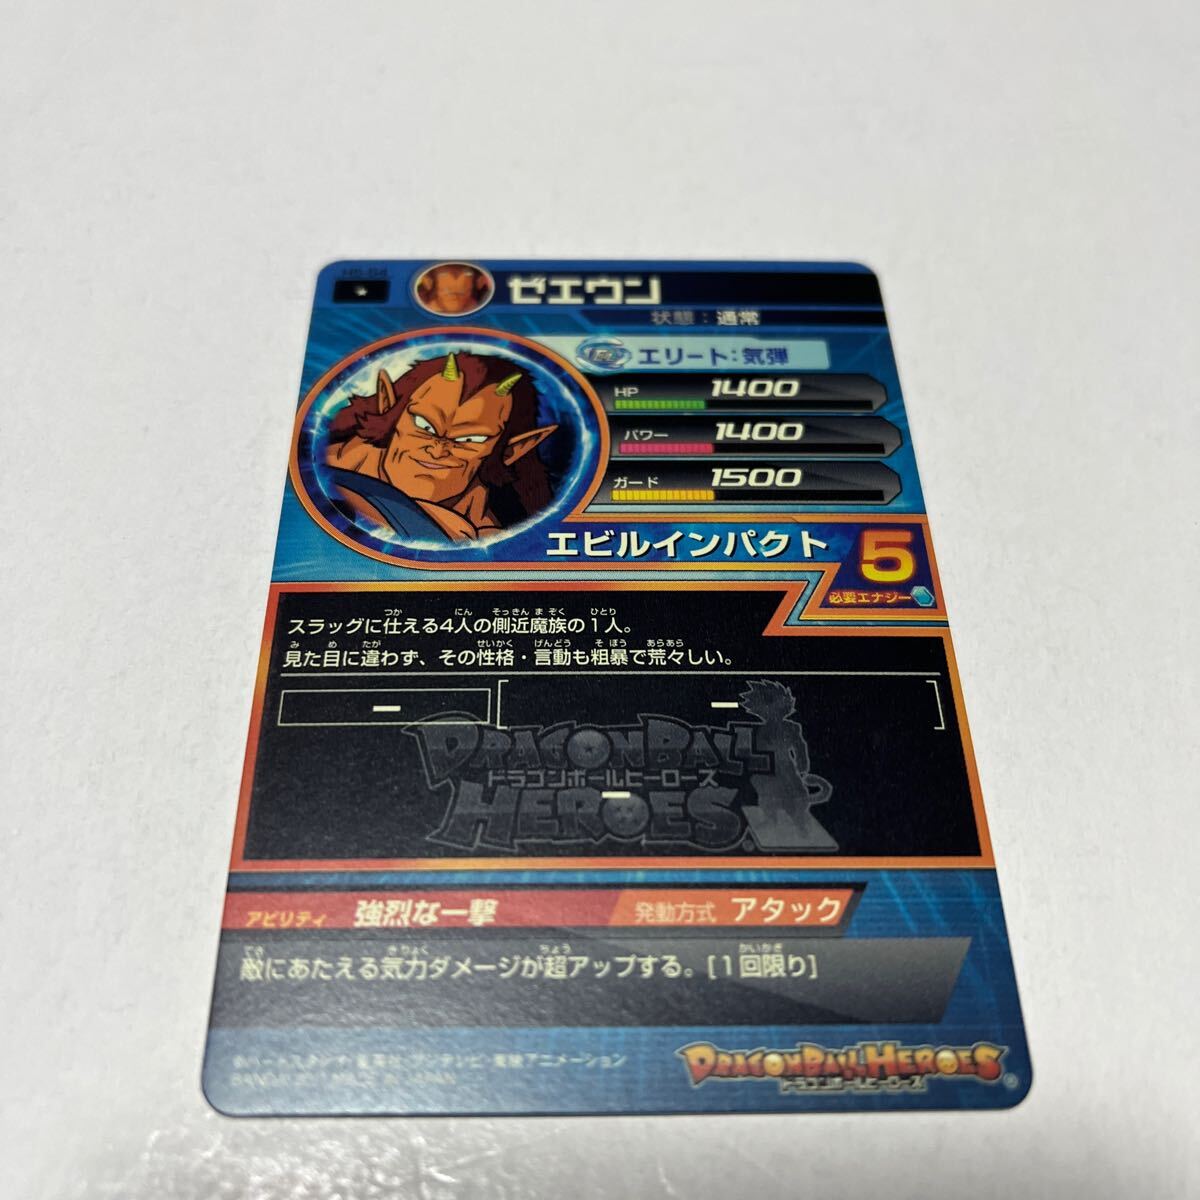 ゼエウン
状態：通常
エリート：気弾
HP 1400
パワー 1400
ガード 1500
エビルインパクト 5
必要エナジー
スラッグに仕える4人の側近魔族の1人。
見た目に違わず、その性格・言動も粗暴で荒々しい。
DRAGONBALL
ドラゴンボールヒーローズ
HEROES
アビリティ 強烈な一撃 発動方式 アタック
敵にあたえる気力ダメージが超アップする。[1回限り]
DRAGONBALL HEROES
ドラゴンボールヒーローズ